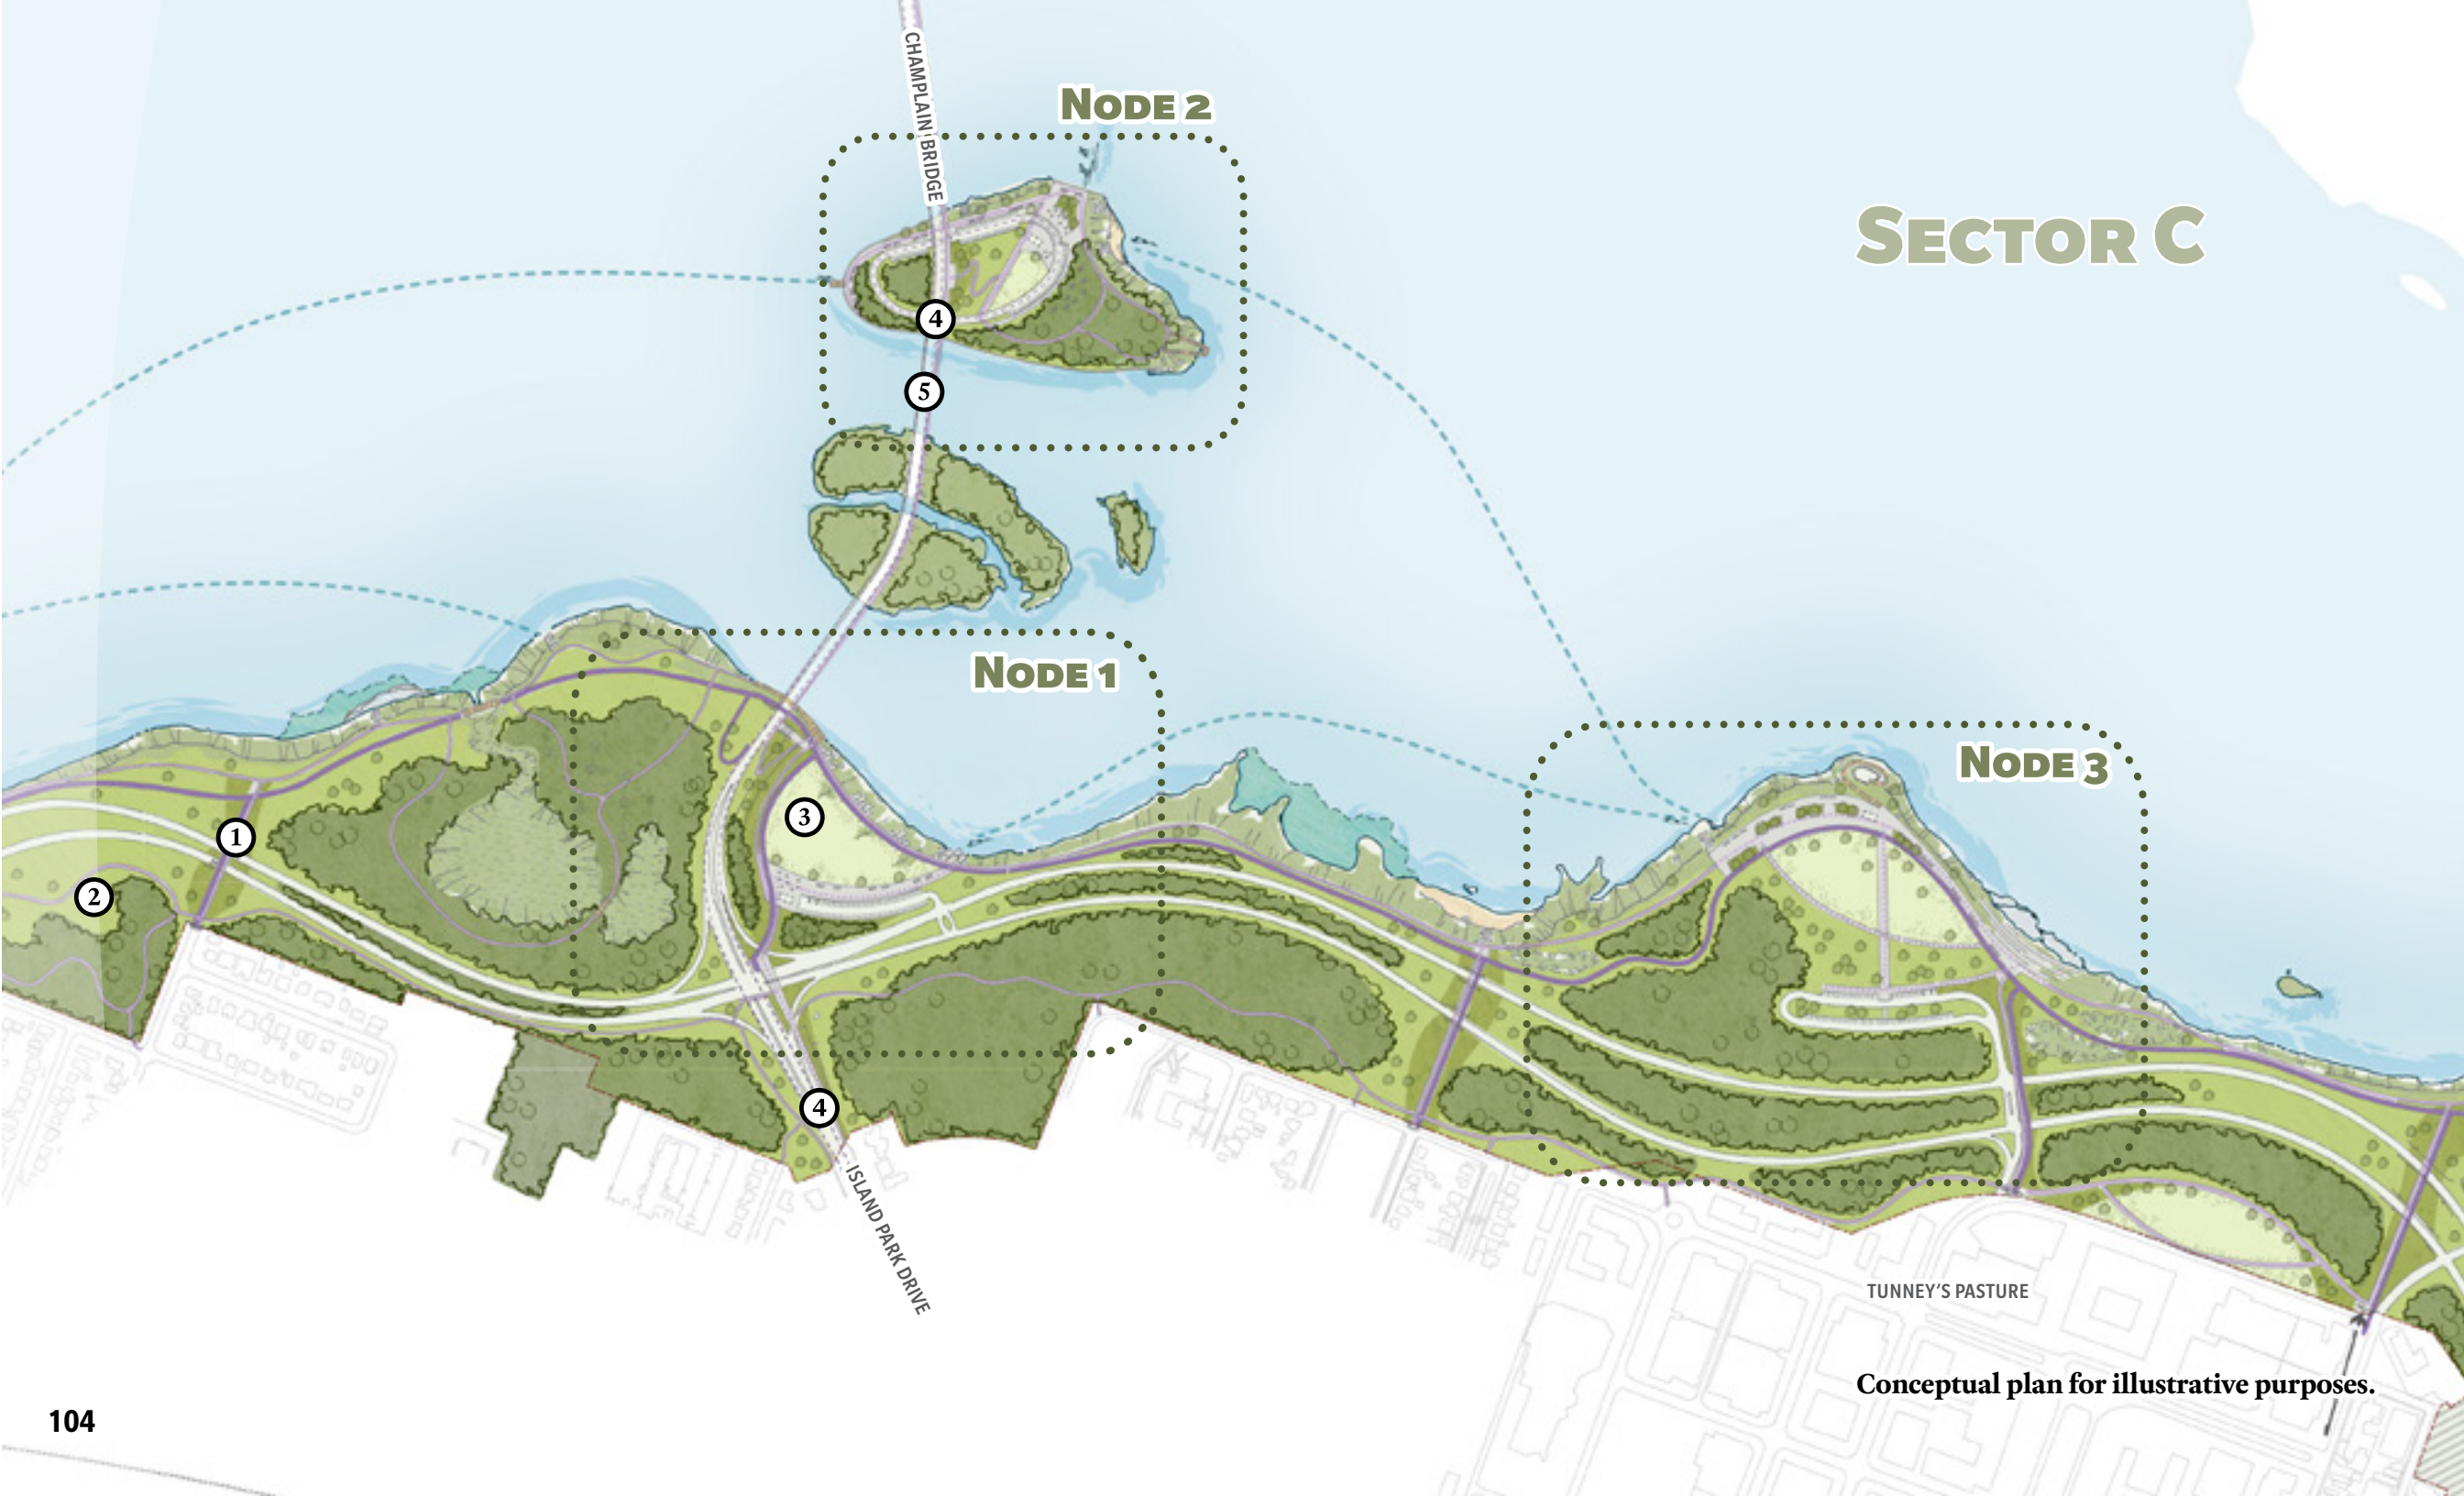 CHAMPLAIN BRIDGE
NODE 2
SECTOR C
4
5
NODE 1
NODE 3
3
1
2
4
ISLAND PARK DRIVE
TUNNEY'S PASTURE
Conceptual plan for illustrative purposes.
104